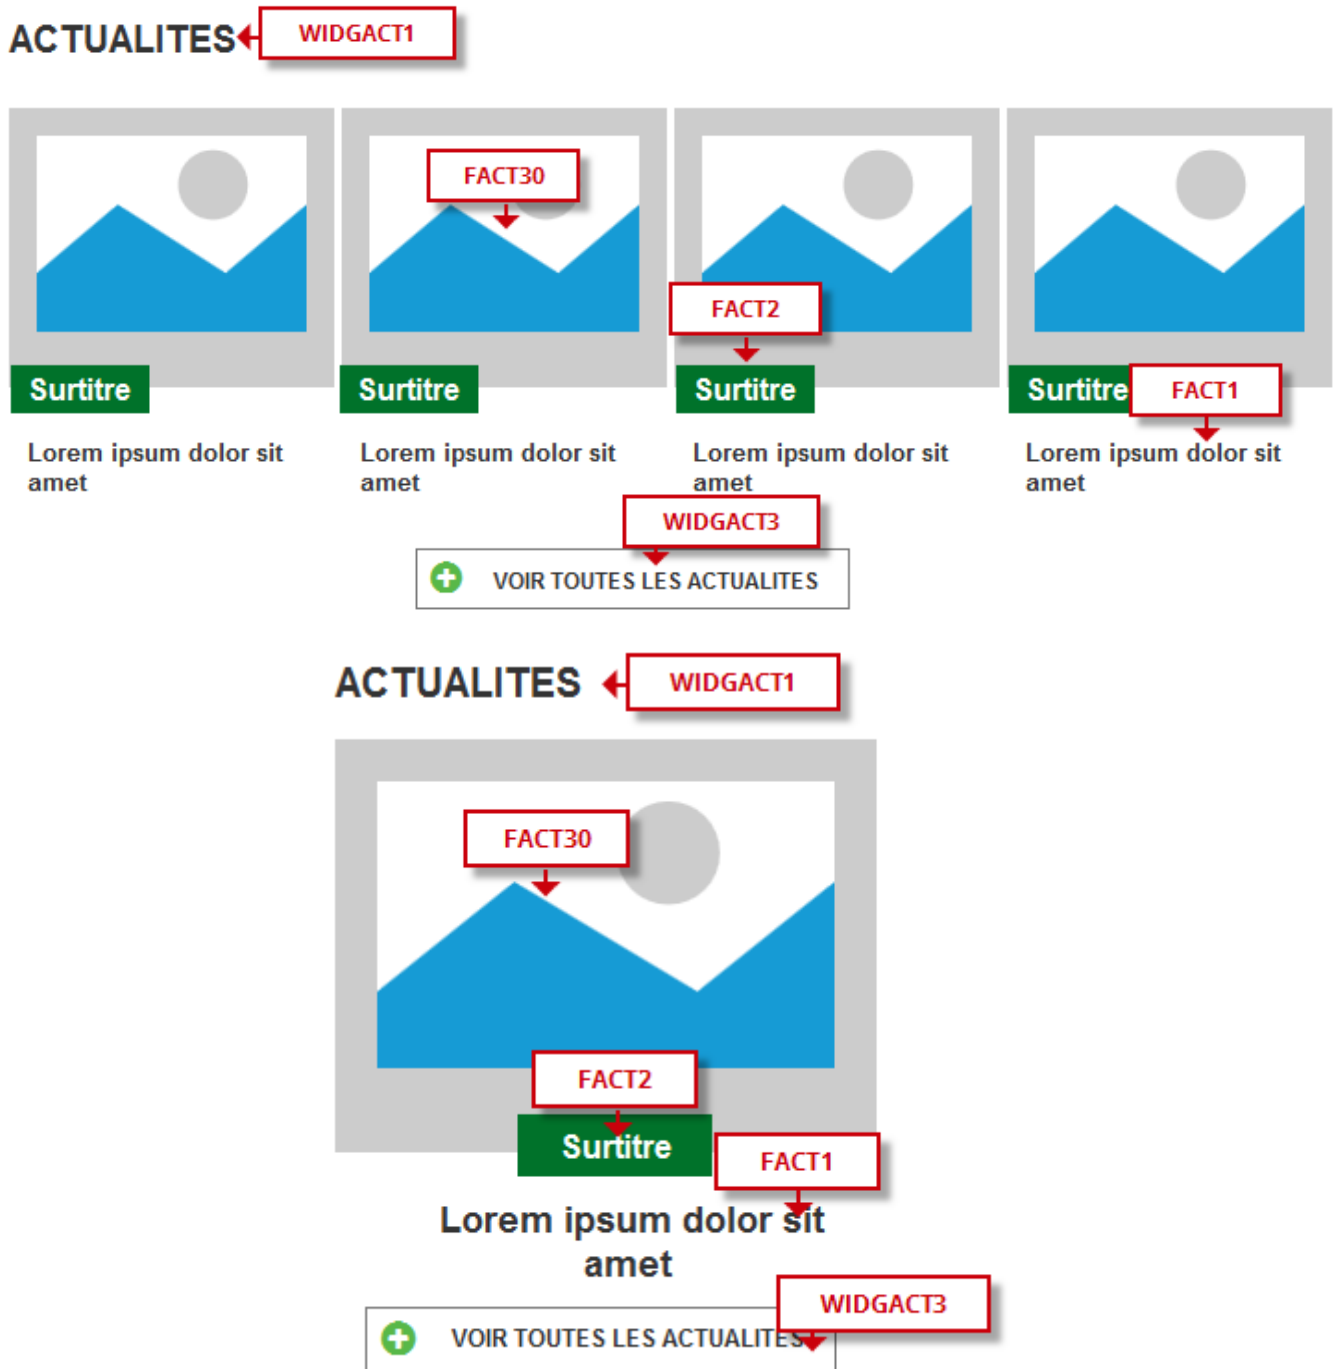 ACTUALITES
WIDGACT1
FACT30
FACT2
Surtitre
Surtitre
Surtitre
Surtitre
FACT1
Lorem ipsum dolor sit
amet
Lorem ipsum dolor sit
amet
Lorem ipsum dolor sit
amet
Lorem ipsum dolor sit
amet
WIDGACT3
VOIR TOUTES LES ACTUALITES
ACTUALITES
WIDGACT1
FACT30
FACT2
Surtitre
FACT1
Lorem ipsum dolor sit
amet
WIDGACT3
VOIR TOUTES LES ACTUALITES